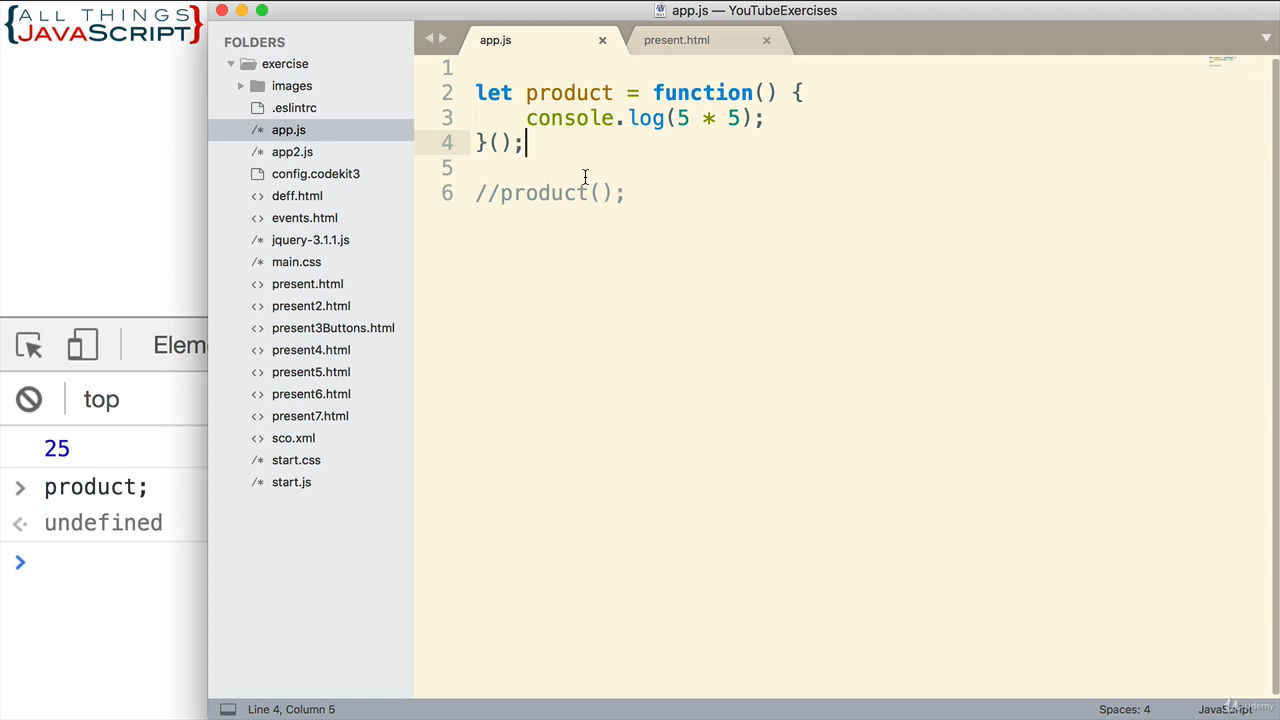 {ALL THINGS
JAVASCRIPT}
app.js — YouTubeExercises
FOLDERS
exercise
images
.eslintrc
/* app.js
/* app2.js
config.codekit3
<> deff.html
<> events.html
/* jquery-3.1.1.js
/* main.css
<> present.html
<> present2.html
<> present3Buttons.html
<> present4.html
<> present5.html
<> present6.html
<> present7.html
<> sco.xml
/* start.css
/* start.js
app.js
present.html
1
2 let product = function() {
3 console.log(5 * 5);
4 }();
5
6 //product();
Elem
top
25
> product;
undefined
>
Line 4, Column 5
Spaces: 4
JavaScript
Udemy